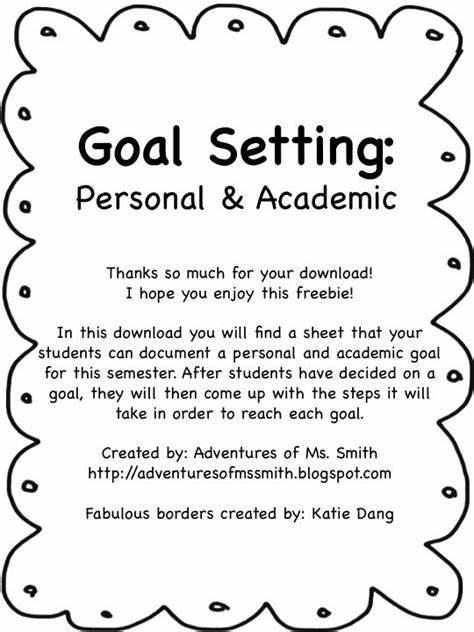 Goal Setting:
Personal & Academic
Thanks so much for your download!
I hope you enjoy this freebie!
In this download you will find a sheet that your
students can document a personal and academic goal
for this semester. After students have decided on a
goal, they will then come up with the steps it will
take in order to reach each goal.
Created by: Adventures of Ms. Smith
http://adventuresofmssmith.blogspot.com
Fabulous borders created by: Katie Dang